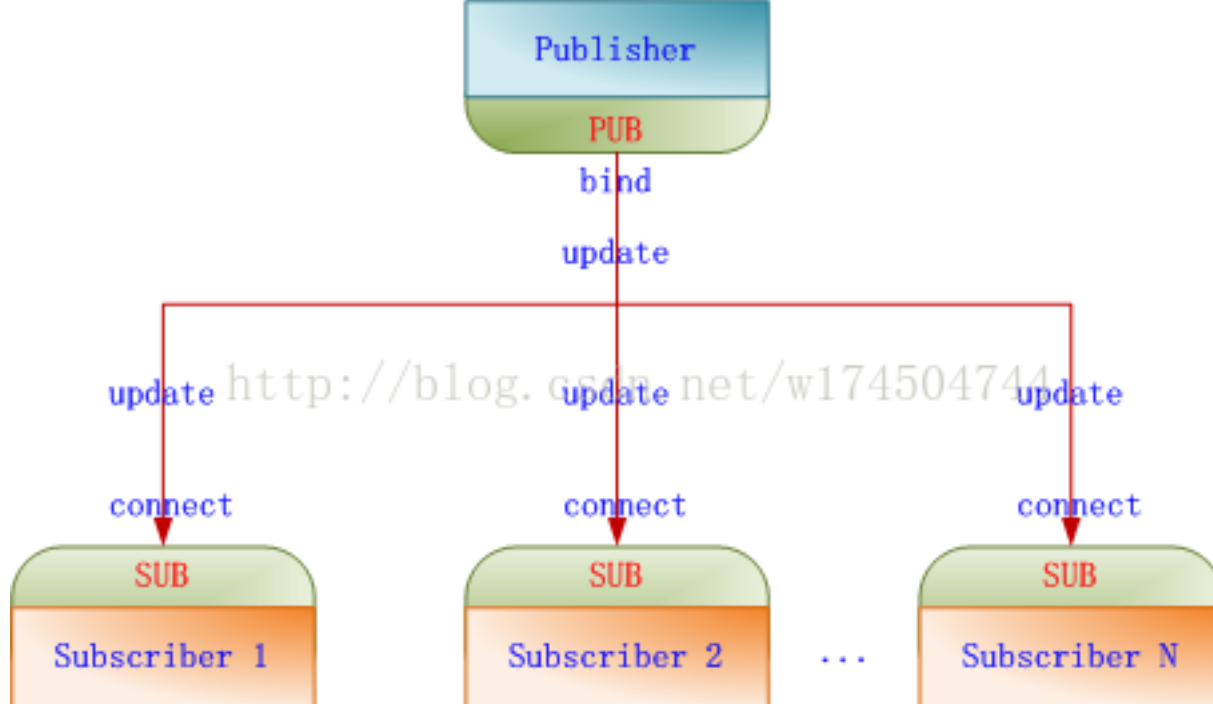 Publisher
PUB
bind
update
http://blog.csdn.net/w174504744
update update update
connect connect connect
SUB SUB SUB
Subscriber 1 Subscriber 2 ... Subscriber N